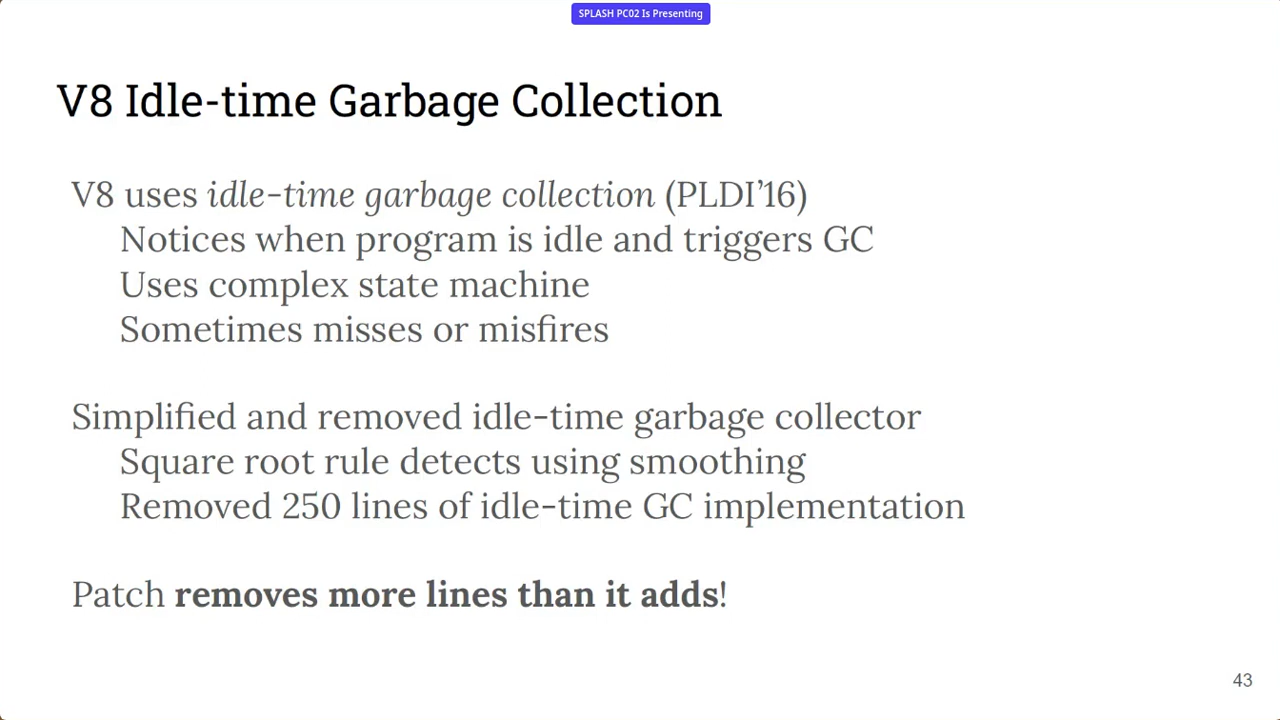 SPLASH PC02 Is Presenting
V8 Idle-time Garbage Collection
V8 uses idle-time garbage collection (PLDI’16)
Notices when program is idle and triggers GC
Uses complex state machine
Sometimes misses or misfires
Simplified and removed idle-time garbage collector
Square root rule detects using smoothing
Removed 250 lines of idle-time GC implementation
Patch removes more lines than it adds!
43